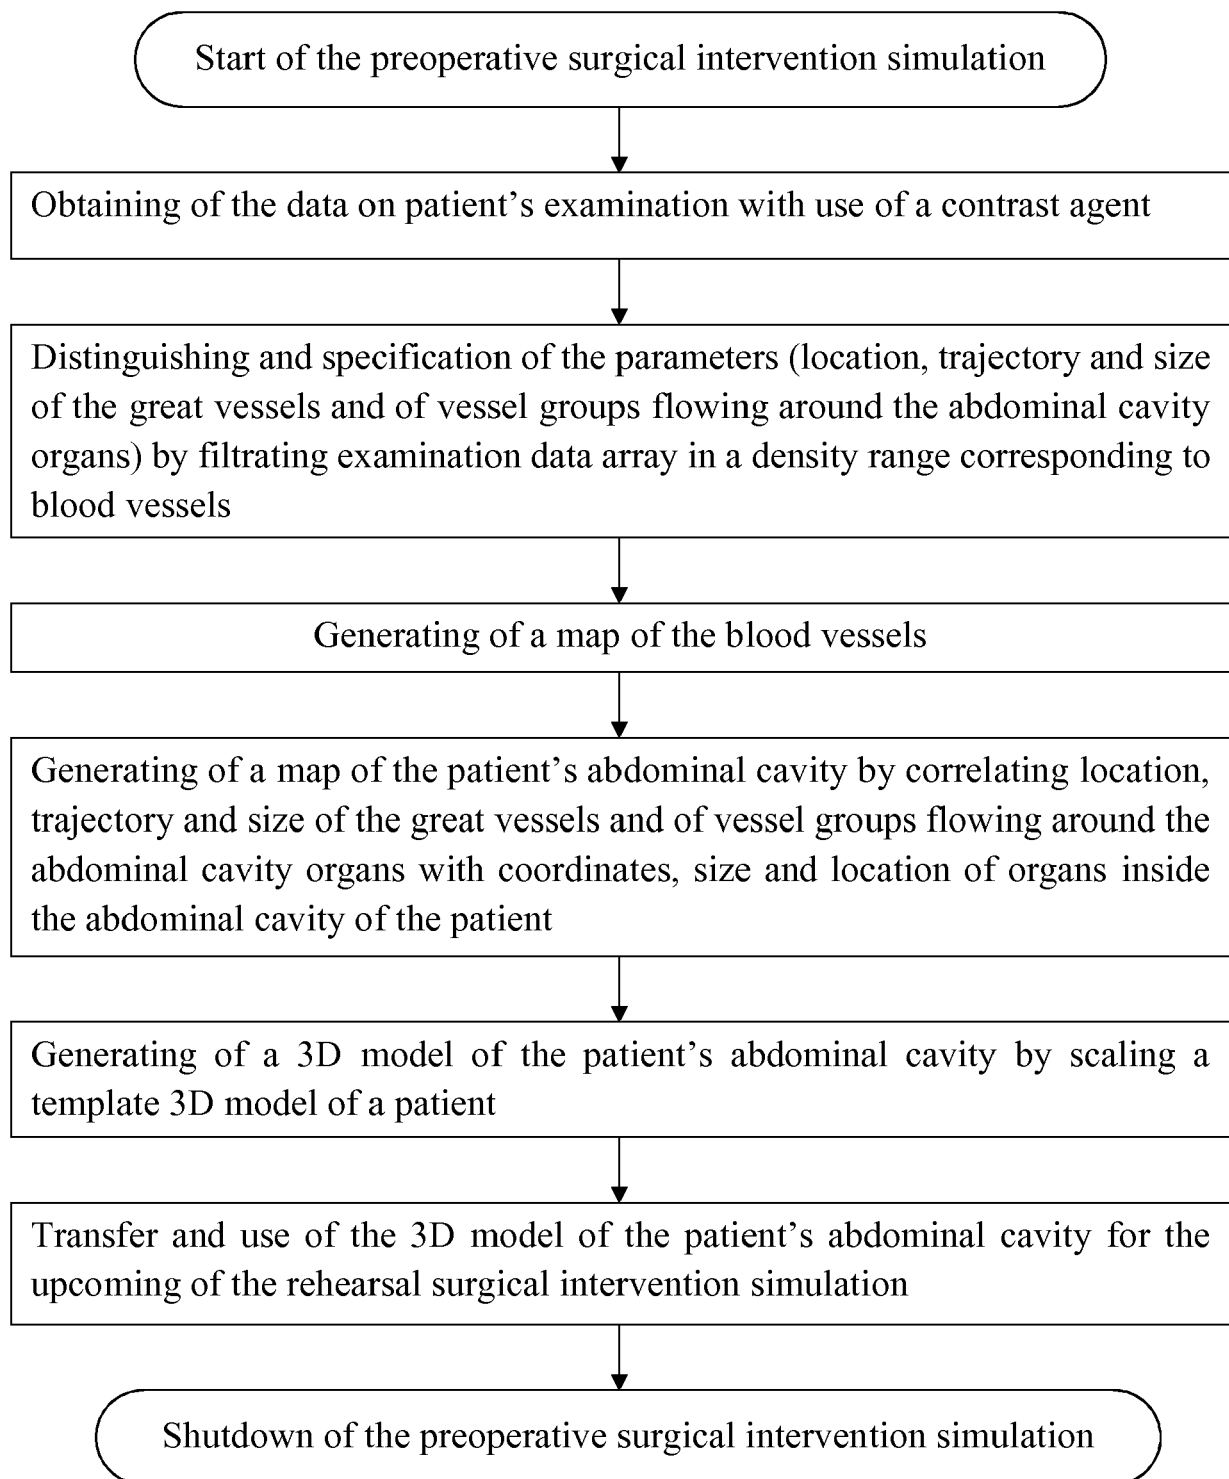 Start of the preoperative surgical intervention simulation
Obtaining of the data on patient’s examination with use of a contrast agent
Distinguishing and specification of the parameters (location, trajectory and size
of the great vessels and of vessel groups flowing around the abdominal cavity
organs) by filtrating examination data array in a density range corresponding to
blood vessels
Generating of a map of the blood vessels
Generating of a map of the patient’s abdominal cavity by correlating location,
trajectory and size of the great vessels and of vessel groups flowing around the
abdominal cavity organs with coordinates, size and location of organs inside
the abdominal cavity of the patient
Generating of a 3D model of the patient’s abdominal cavity by scaling a
template 3D model of a patient
Transfer and use of the 3D model of the patient’s abdominal cavity for the
upcoming of the rehearsal surgical intervention simulation
Shutdown of the preoperative surgical intervention simulation